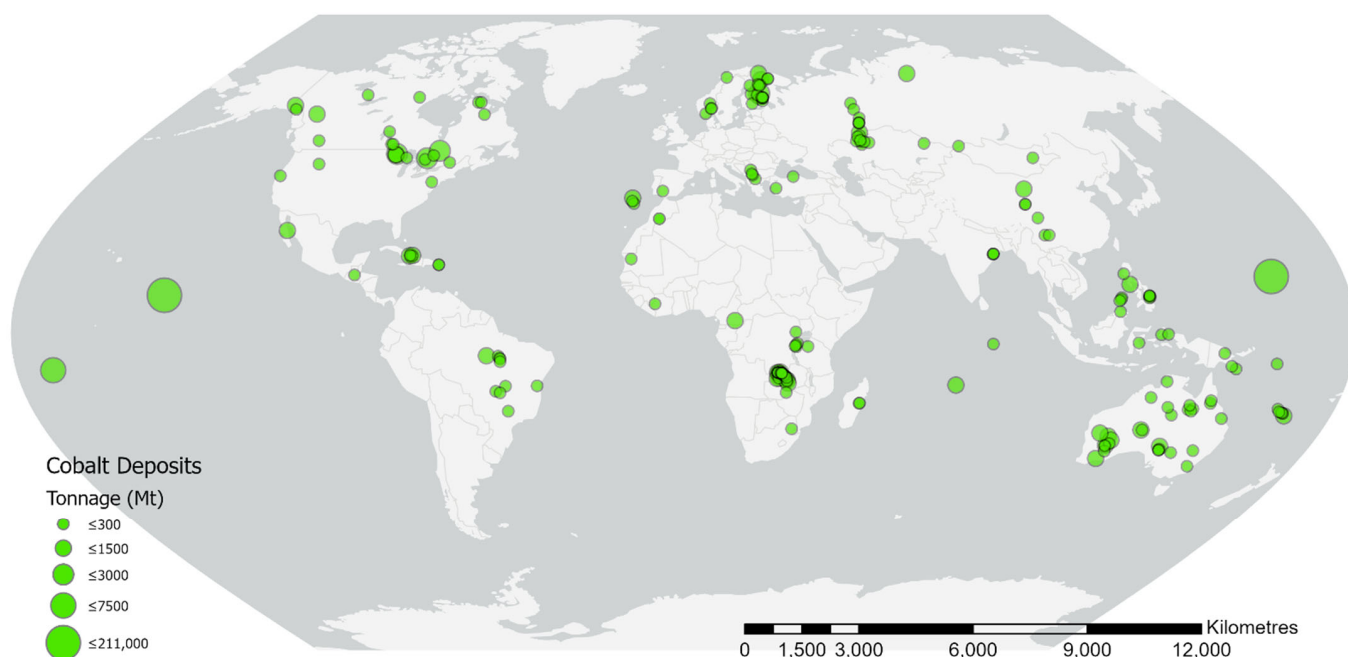 Cobalt Deposits
Tonnage (Mt)
≤300
≤1500
≤3000
≤7500
≤211,000
Kilometres
0 1,500 3,000 6,000 9,000 12,000